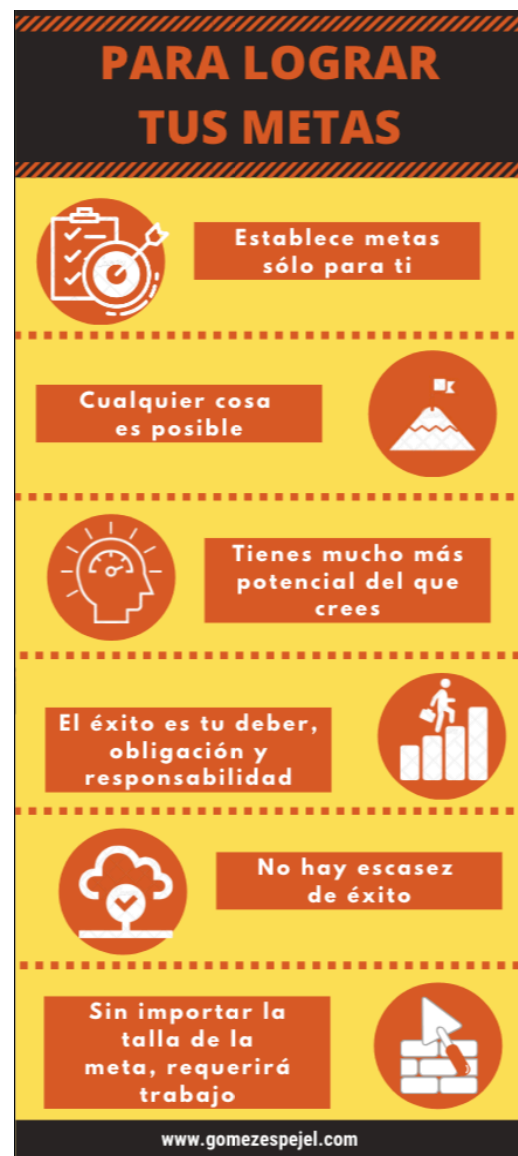 PARA LOGRAR
TUS METAS
Establece metas
sólo para ti
Cualquier cosa
es posible
Tienes mucho más
potencial del que
crees
El éxito es tu deber,
obligación y
responsabilidad
No hay escasez
de éxito
Sin importar la
talla de la
meta, requerirá
trabajo
www.gomezespejel.com